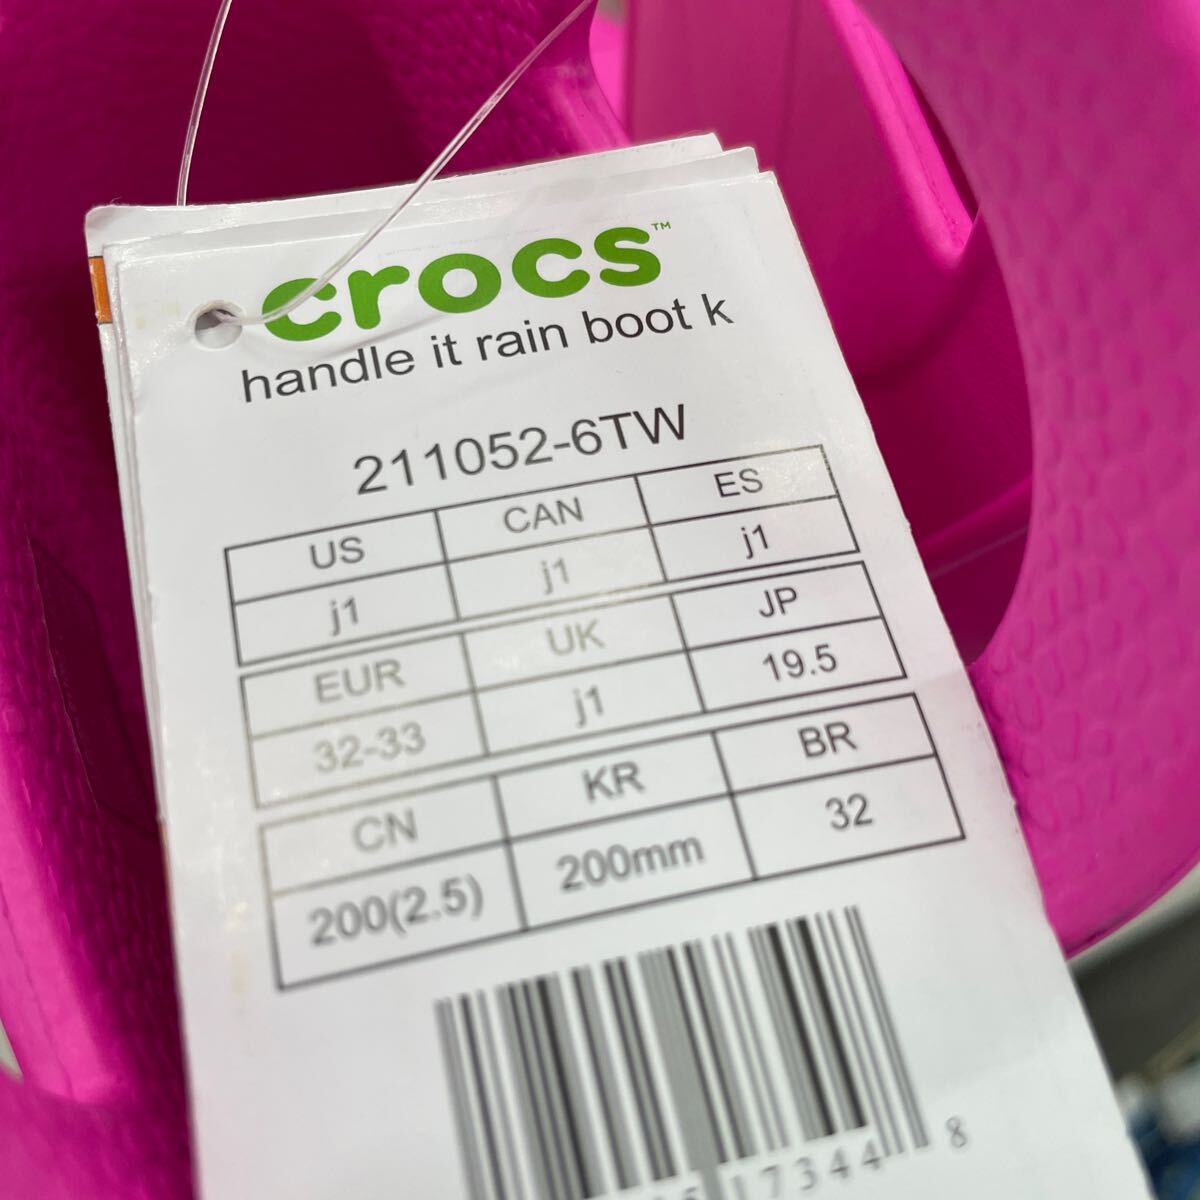 crocs™
handle it rain boot k
211052-6TW
US CAN ES
j1 j1 j1
EUR UK JP
32-33 j1 19.5
CN KR BR
200(2.5) 200mm 32
17344 8